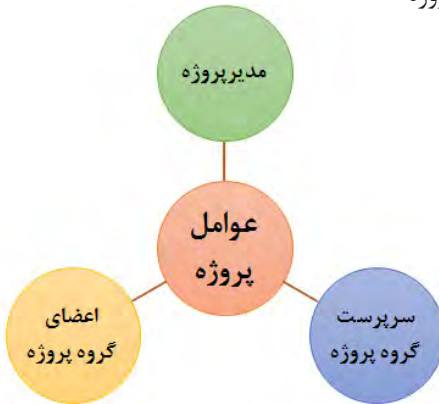 مدیرپروژه
عوامل
پروژه
سرپرست
گروه پروژه
اعضای
گروه پروژه